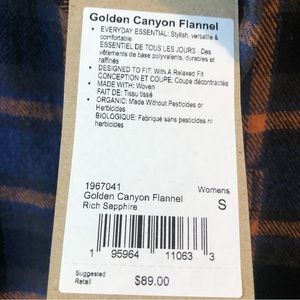 Golden Canyon Flannel
• EVERYDAY ESSENTIAL: Stylish, versatile &
comfortable
ESSENTIEL DE TOUS LES JOURS : Des
vêtements de base polyvalents, durables et
raffinés
• DESIGNED TO FIT: With A Relaxed Fit
CONCEPTION ET COUPE: Coupe décontractée
• MADE WITH: Woven
FAIT DE: Tissu tissé
• ORGANIC: Made Without Pesticides or
Herbicides
BIOLOGIQUE: Fabriqué sans pesticides ni
herbicides
1967041
Womens
Golden Canyon Flannel
Rich Sapphire
S
1 95964 11063 3
Suggested
Retail
$89.00